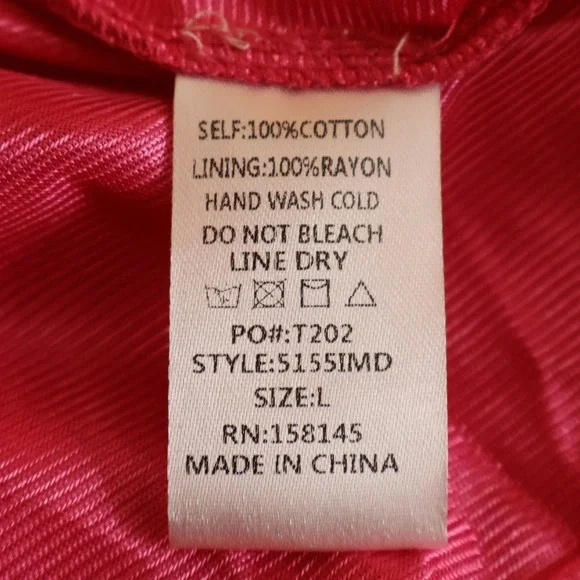 SELF:100%COTTON
LINING:100%RAYON
HAND WASH COLD
DO NOT BLEACH
LINE DRY
PO#:T202
STYLE:5155IMD
SIZE:L
RN:158145
MADE IN CHINA